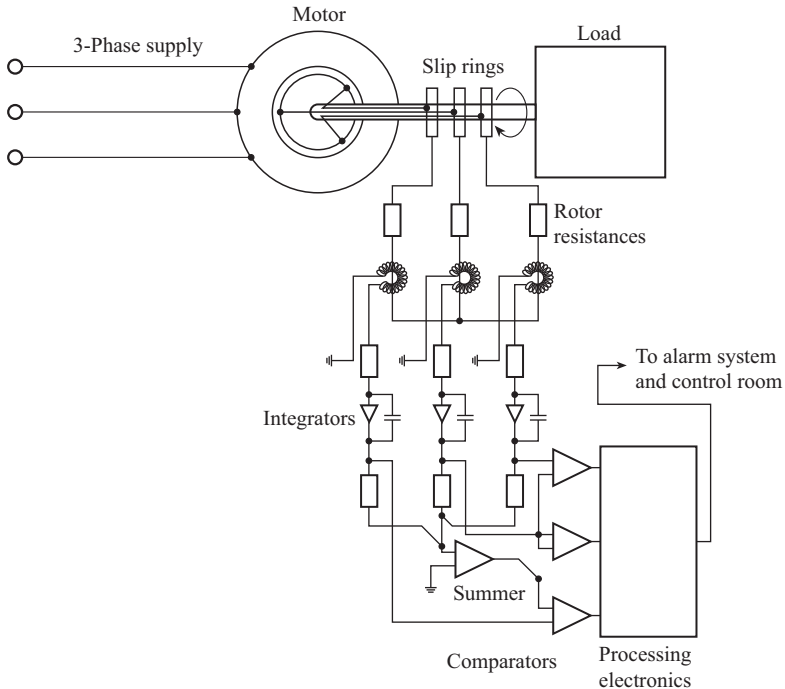 Motor
3-Phase supply
Slip rings
Load
Rotor
resistances
To alarm system
and control room
Integrators
Summer
Comparators
Processing
electronics